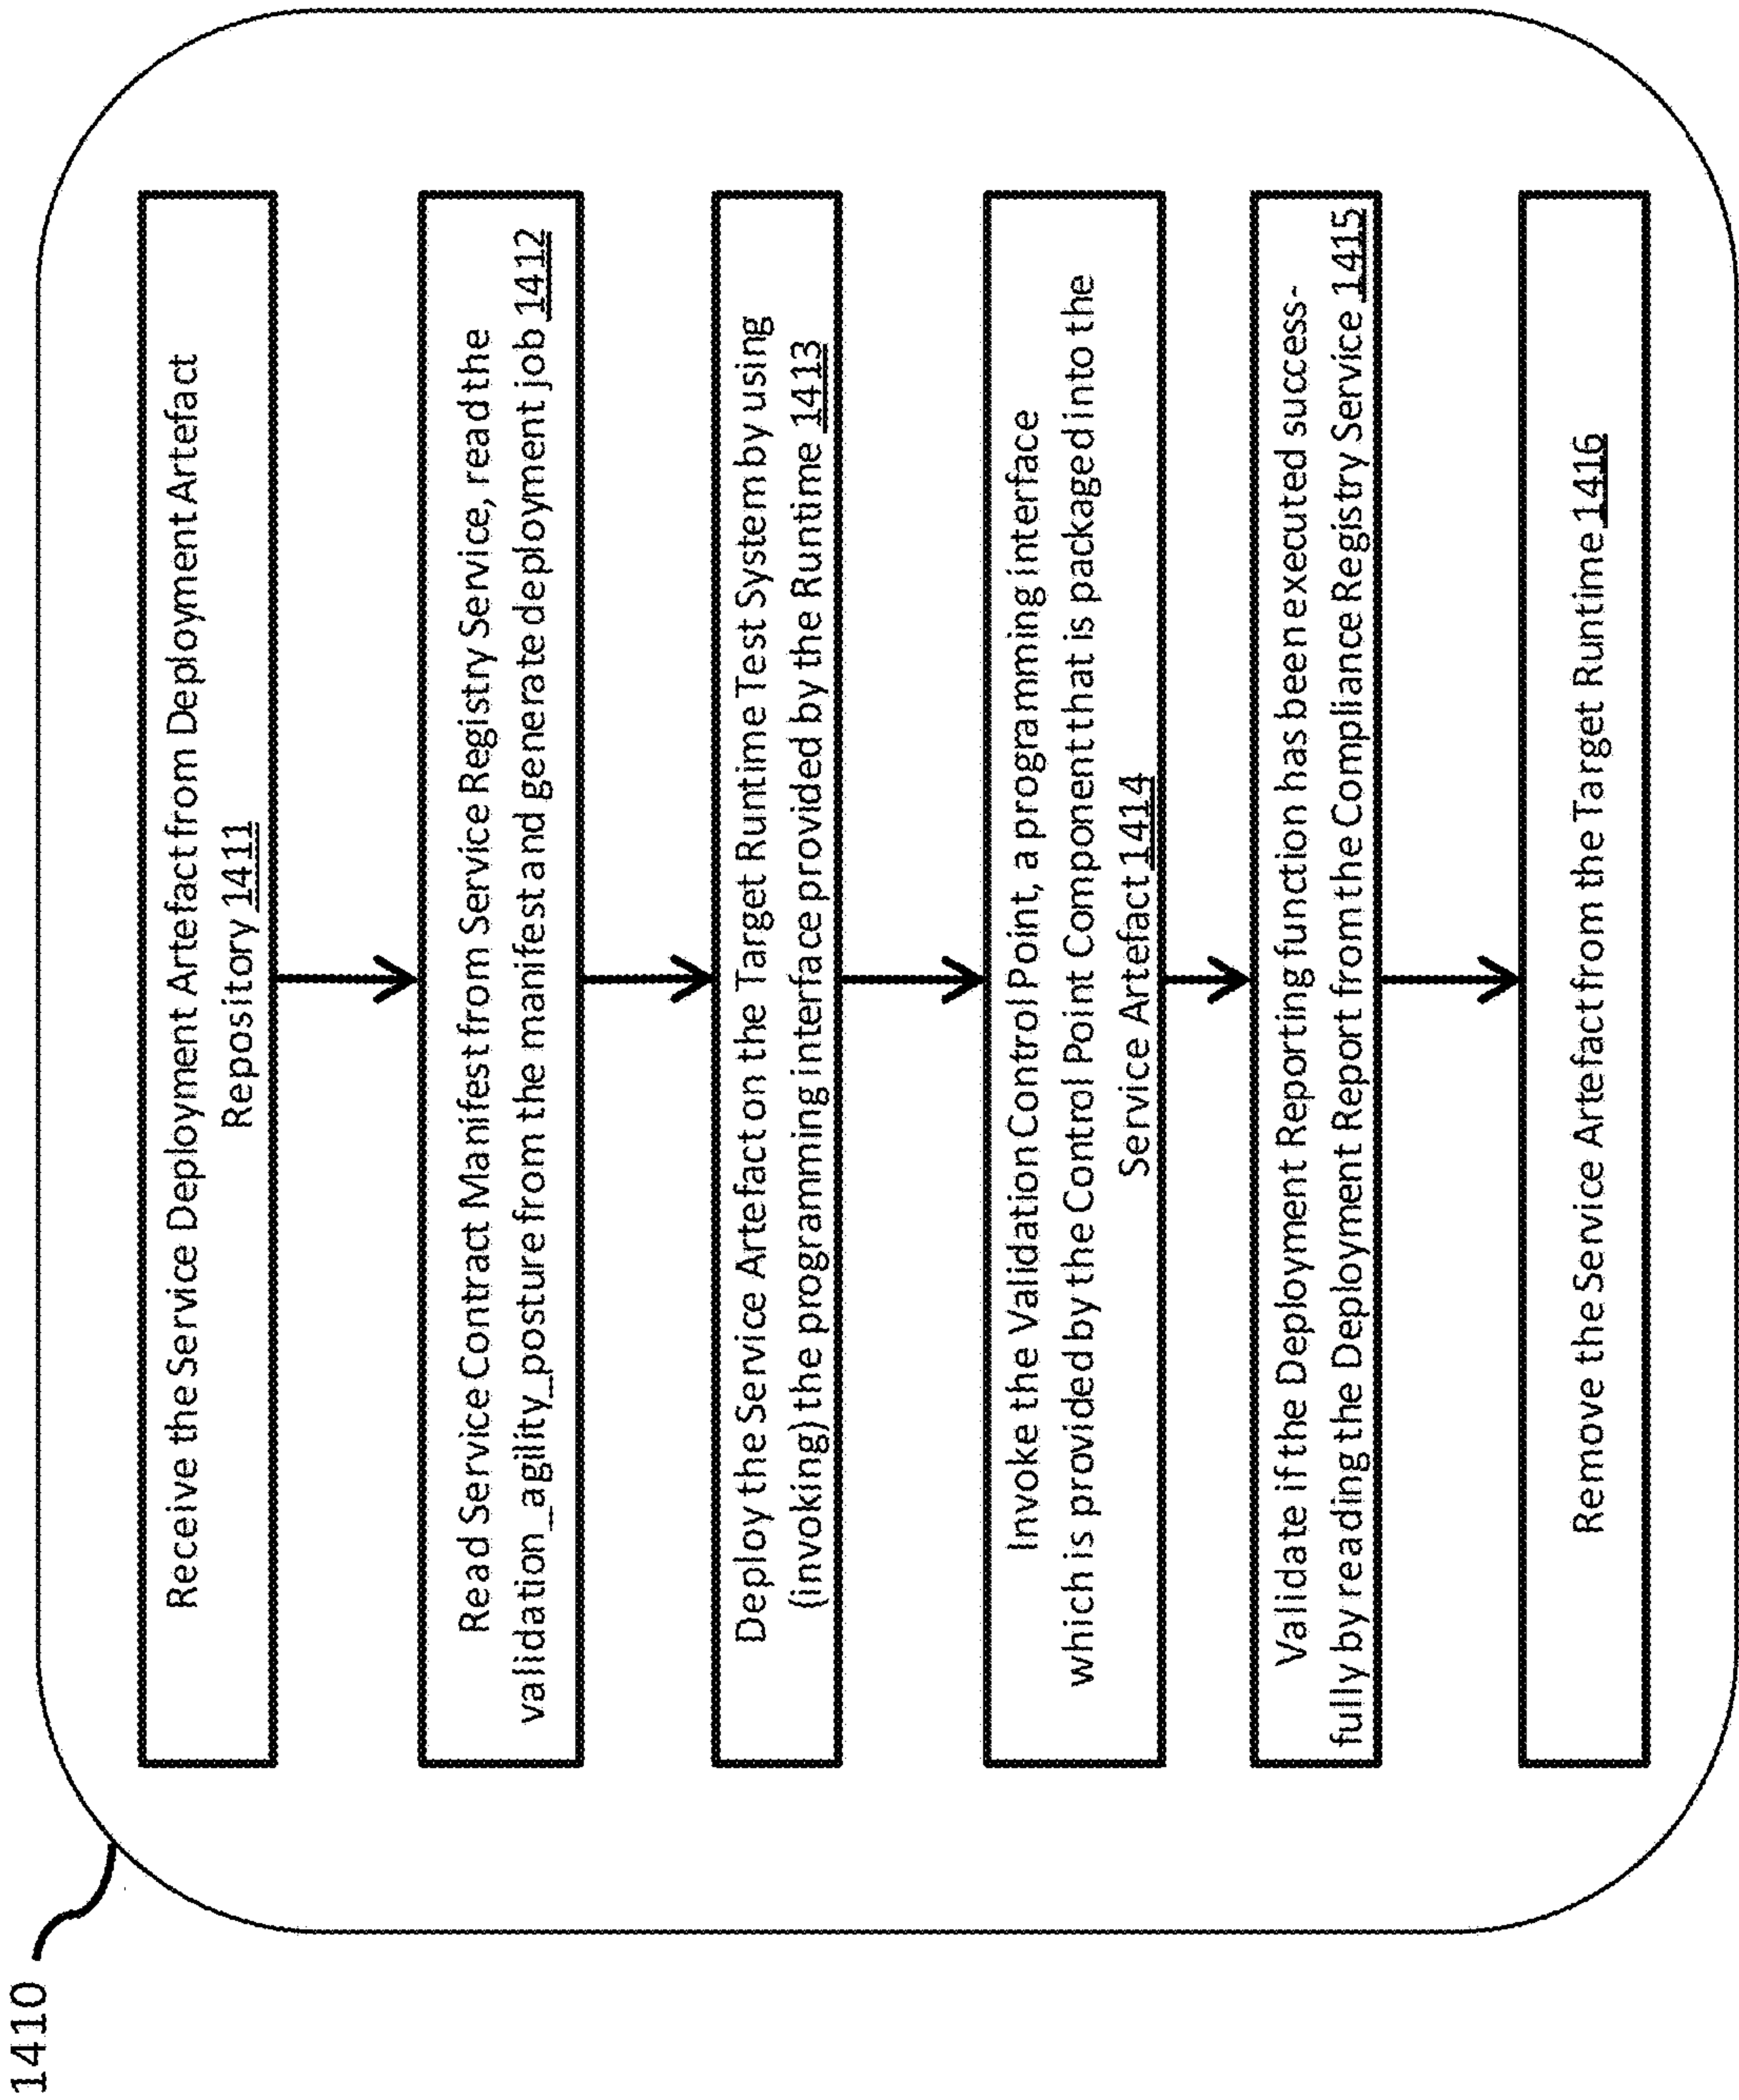 1410
Receive the Service Deployment Artefact from Deployment Artefact
Repository 1411
Read Service Contract Manifest from Service Registry Service, read the
validation_agility_posture from the manifest and generate deployment job 1412
Deploy the Service Artefact on the Target Runtime Test System by using
(invoking) the programming interface provided by the Runtime 1413
Invoke the Validation Control Point, a programming interface
which is provided by the Control Point Component that is packaged into the
Service Artefact 1414
Validate if the Deployment Reporting function has been executed success-
fully by reading the Deployment Report from the Compliance Registry Service 1415
Remove the Service Artefact from the Target Runtime 1416